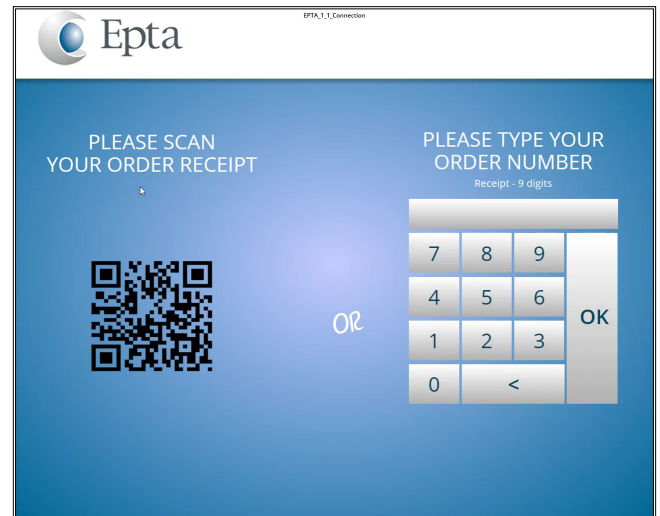 EPTA_1_1_Connection
Epta
PLEASE SCAN
YOUR ORDER RECEIPT
OR
PLEASE TYPE YOUR
ORDER NUMBER
Receipt - 9 digits
7 8 9
4 5 6
OK
1 2 3
0 <